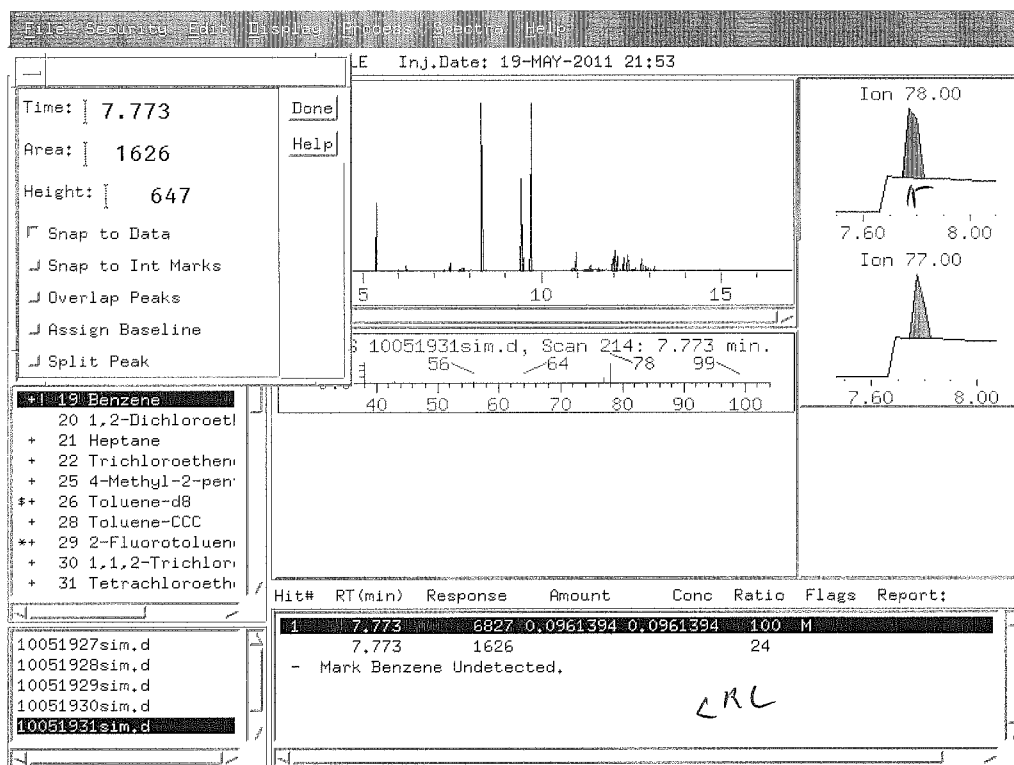 File Security Edit Display Process Spectra Help
LE Inj.Date: 19-MAY-2011 21:53
Time: 7.773
Done
Area: 1626
Help
Height: 647
Snap to Data
Snap to Int Marks
Overlap Peaks
Assign Baseline
Split Peak
5 10 15
10051931sim.d, Scan 214: 7.773 min.
56 64 78 99
40 50 60 70 80 90 100
Ion 78.00
7.60 8.00
Ion 77.00
7.60 8.00
+ 19 Benzene
20 1,2-Dichloroet
+ 21 Heptane
+ 22 Trichloroethen
+ 25 4-Methyl-2-pen
$+ 26 Toluene-d8
+ 28 Toluene-CCC
*+ 29 2-Fluorotoluen
+ 30 1,1,2-Trichlor
+ 31 Tetrachloroeth
Hit# RT(min) Response Amount Conc Ratio Flags Report:
1 7.773 6827 0.0961394 0.0961394 100 M
7.773 1626 24
- Mark Benzene Undetected.
<RL
10051927sim.d
10051928sim.d
10051929sim.d
10051930sim.d
10051931sim.d